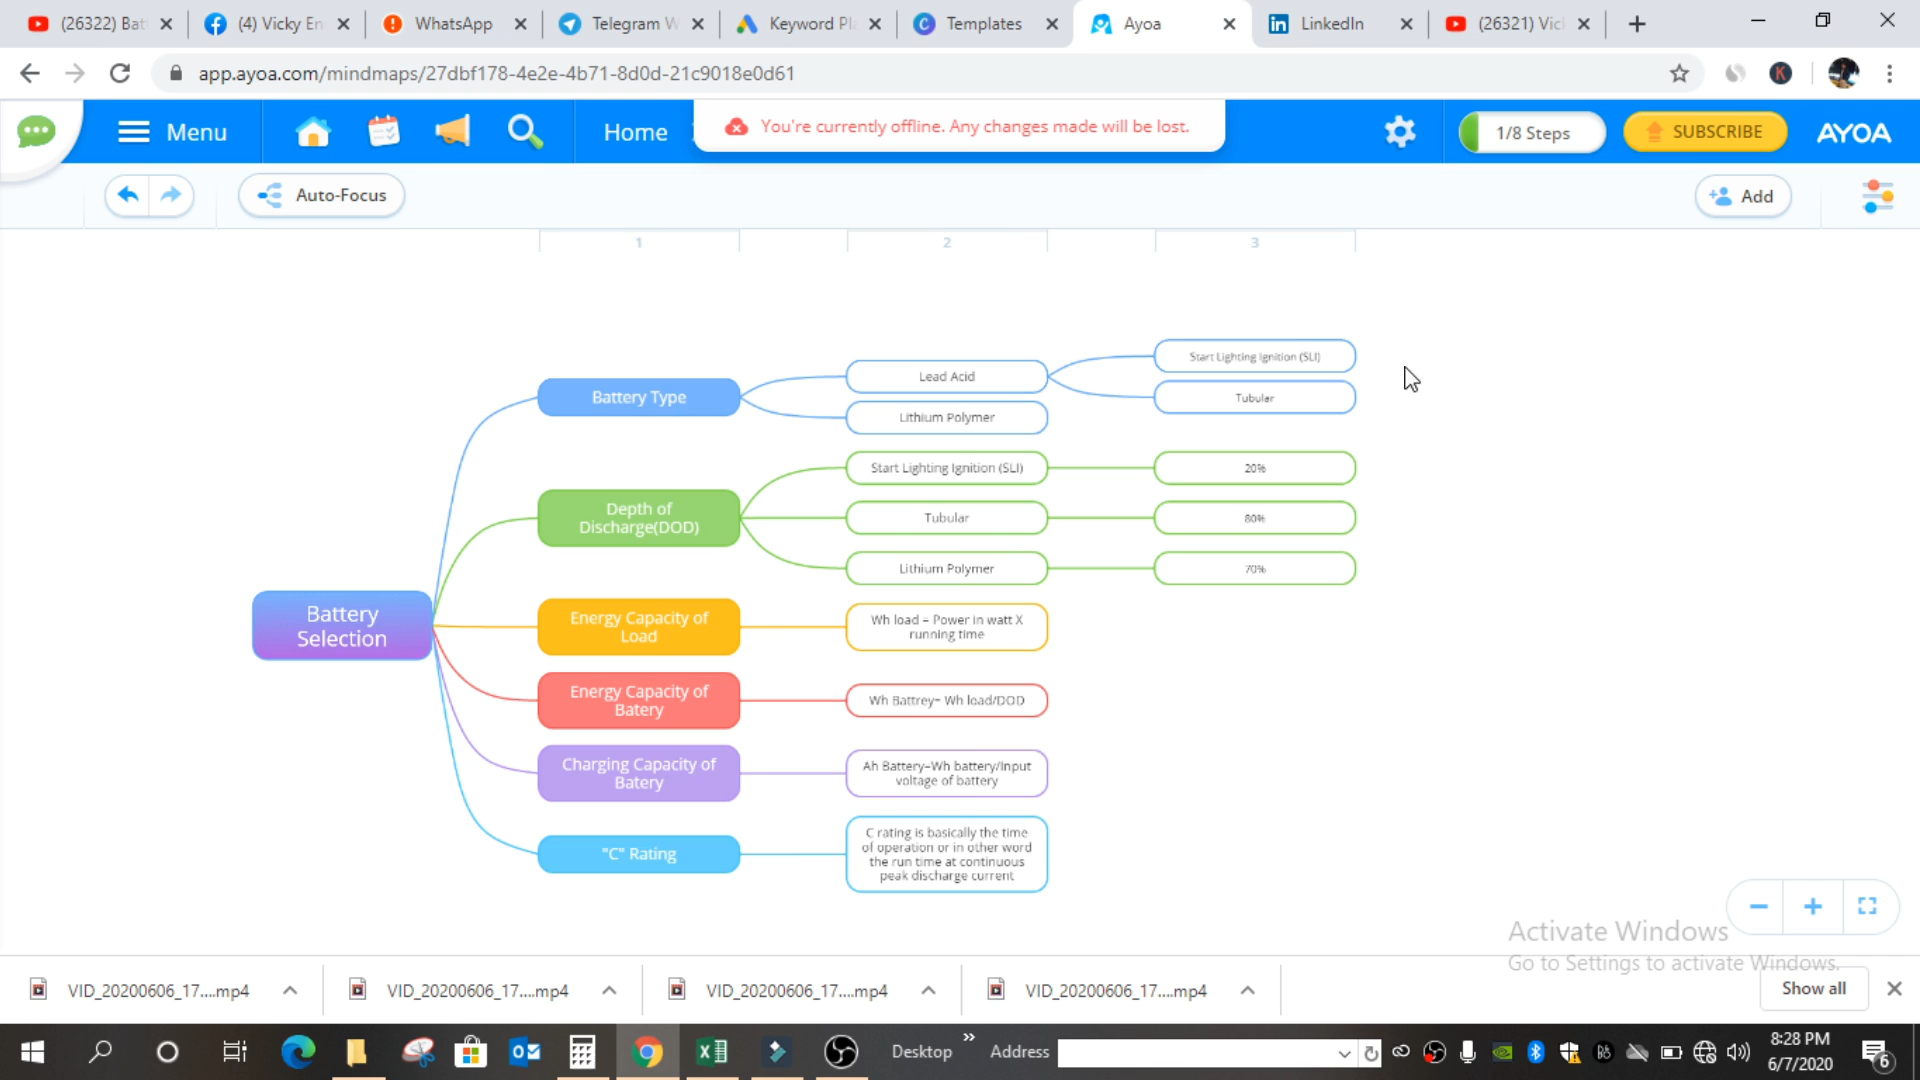 (26322) Bat
(4) Vicky En
WhatsApp
Telegram W
Keyword Pla
Templates
Ayoa
LinkedIn
(26321) Vick
app.ayoa.com/mindmaps/27dbf178-4e2e-4b71-8d0d-21c9018e0d61
K
Menu
Home
You're currently offline. Any changes made will be lost.
1/8 Steps
SUBSCRIBE
AYOA
Auto-Focus
Add
1
2
3
Battery Selection
Battery Type
Lead Acid
Start Lighting Ignition (SLI)
Tubular
Lithium Polymer
Depth of
Discharge(DOD)
Start Lighting Ignition (SLI)
20%
Tubular
80%
Lithium Polymer
70%
Energy Capacity of
Load
Wh load = Power in watt X
running time
Energy Capacity of
Batery
Wh Battrey= Wh load/DOD
Charging Capacity of
Batery
Ah Battery=Wh battery/Input
voltage of battery
"C" Rating
C rating is basically the time
of operation or in other word
the run time at continuous
peak discharge current
Activate Windows
Go to Settings to activate Windows.
VID_20200606_17....mp4
VID_20200606_17....mp4
VID_20200606_17....mp4
VID_20200606_17....mp4
Show all
Desktop
Address
8:28 PM
6/7/2020
6